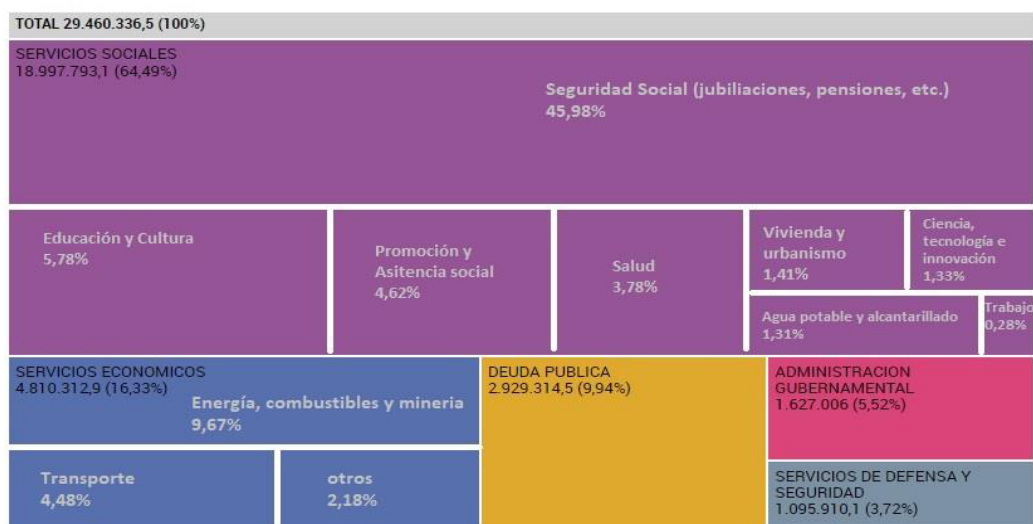 TOTAL 29.460.336,5 (100%)
SERVICIOS SOCIALES
18.997.793,1 (64,49%)
Seguridad Social (jubiliaciones, pensiones, etc.)
45,98%
Educación y Cultura
5,78%
Promoción y
Asitencia social
4,62%
Salud
3,78%
Vivienda y
urbanismo
1,41%
Ciencia,
tecnología e
innovación
1,33%
Agua potable y alcantarillado
1,31%
Trabajo
0,28%
SERVICIOS ECONOMICOS
4.810.312,9 (16,33%)
Energía, combustibles y mineria
9,67%
Transporte
4,48%
otros
2,18%
DEUDA PUBLICA
2.929.314,5 (9,94%)
ADMINISTRACION
GUBERNAMENTAL
1.627.006 (5,52%)
SERVICIOS DE DEFENSA Y
SEGURIDAD
1.095.910,1 (3,72%)